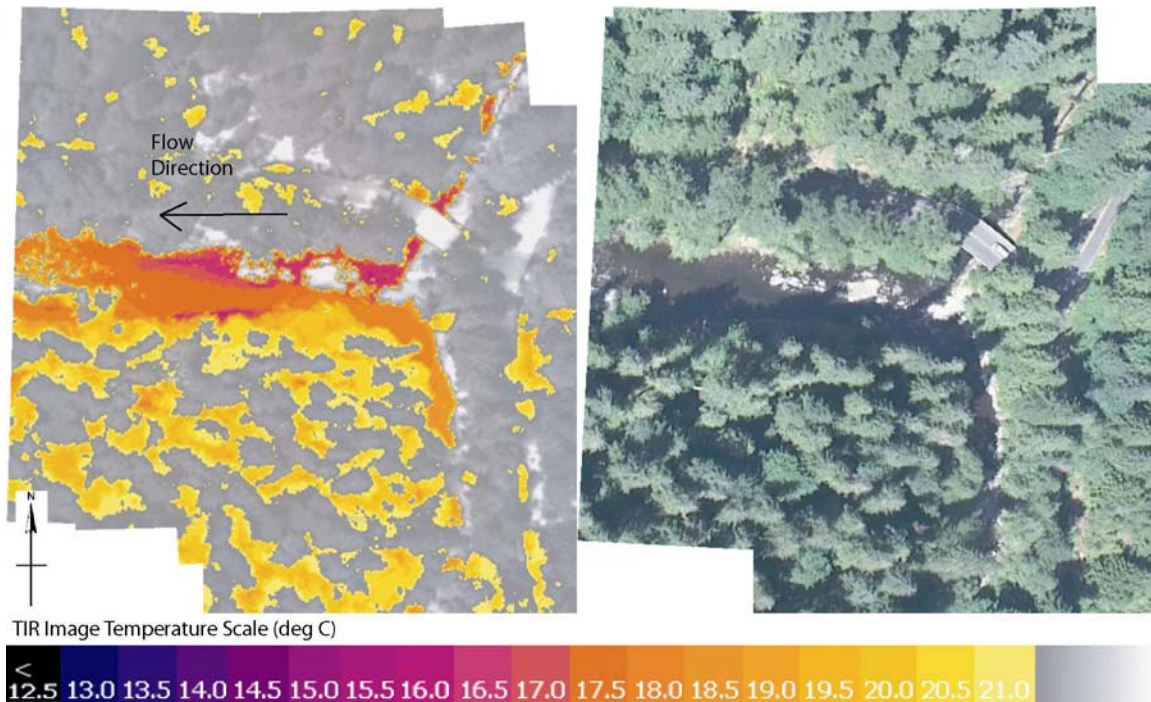 Flow
Direction
N
TIR Image Temperature Scale (deg C)
<
12.5 13.0 13.5 14.0 14.5 15.0 15.5 16.0 16.5 17.0 17.5 18.0 18.5 19.0 19.5 20.0 20.5 21.0